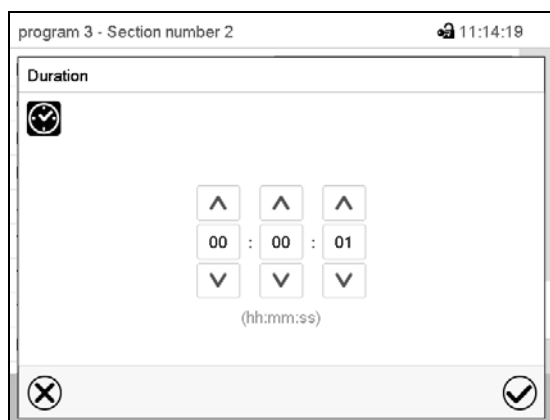 program 3 - Section number 2 11:14:19
Duration
00 : 00 : 01
(hh:mm:ss)